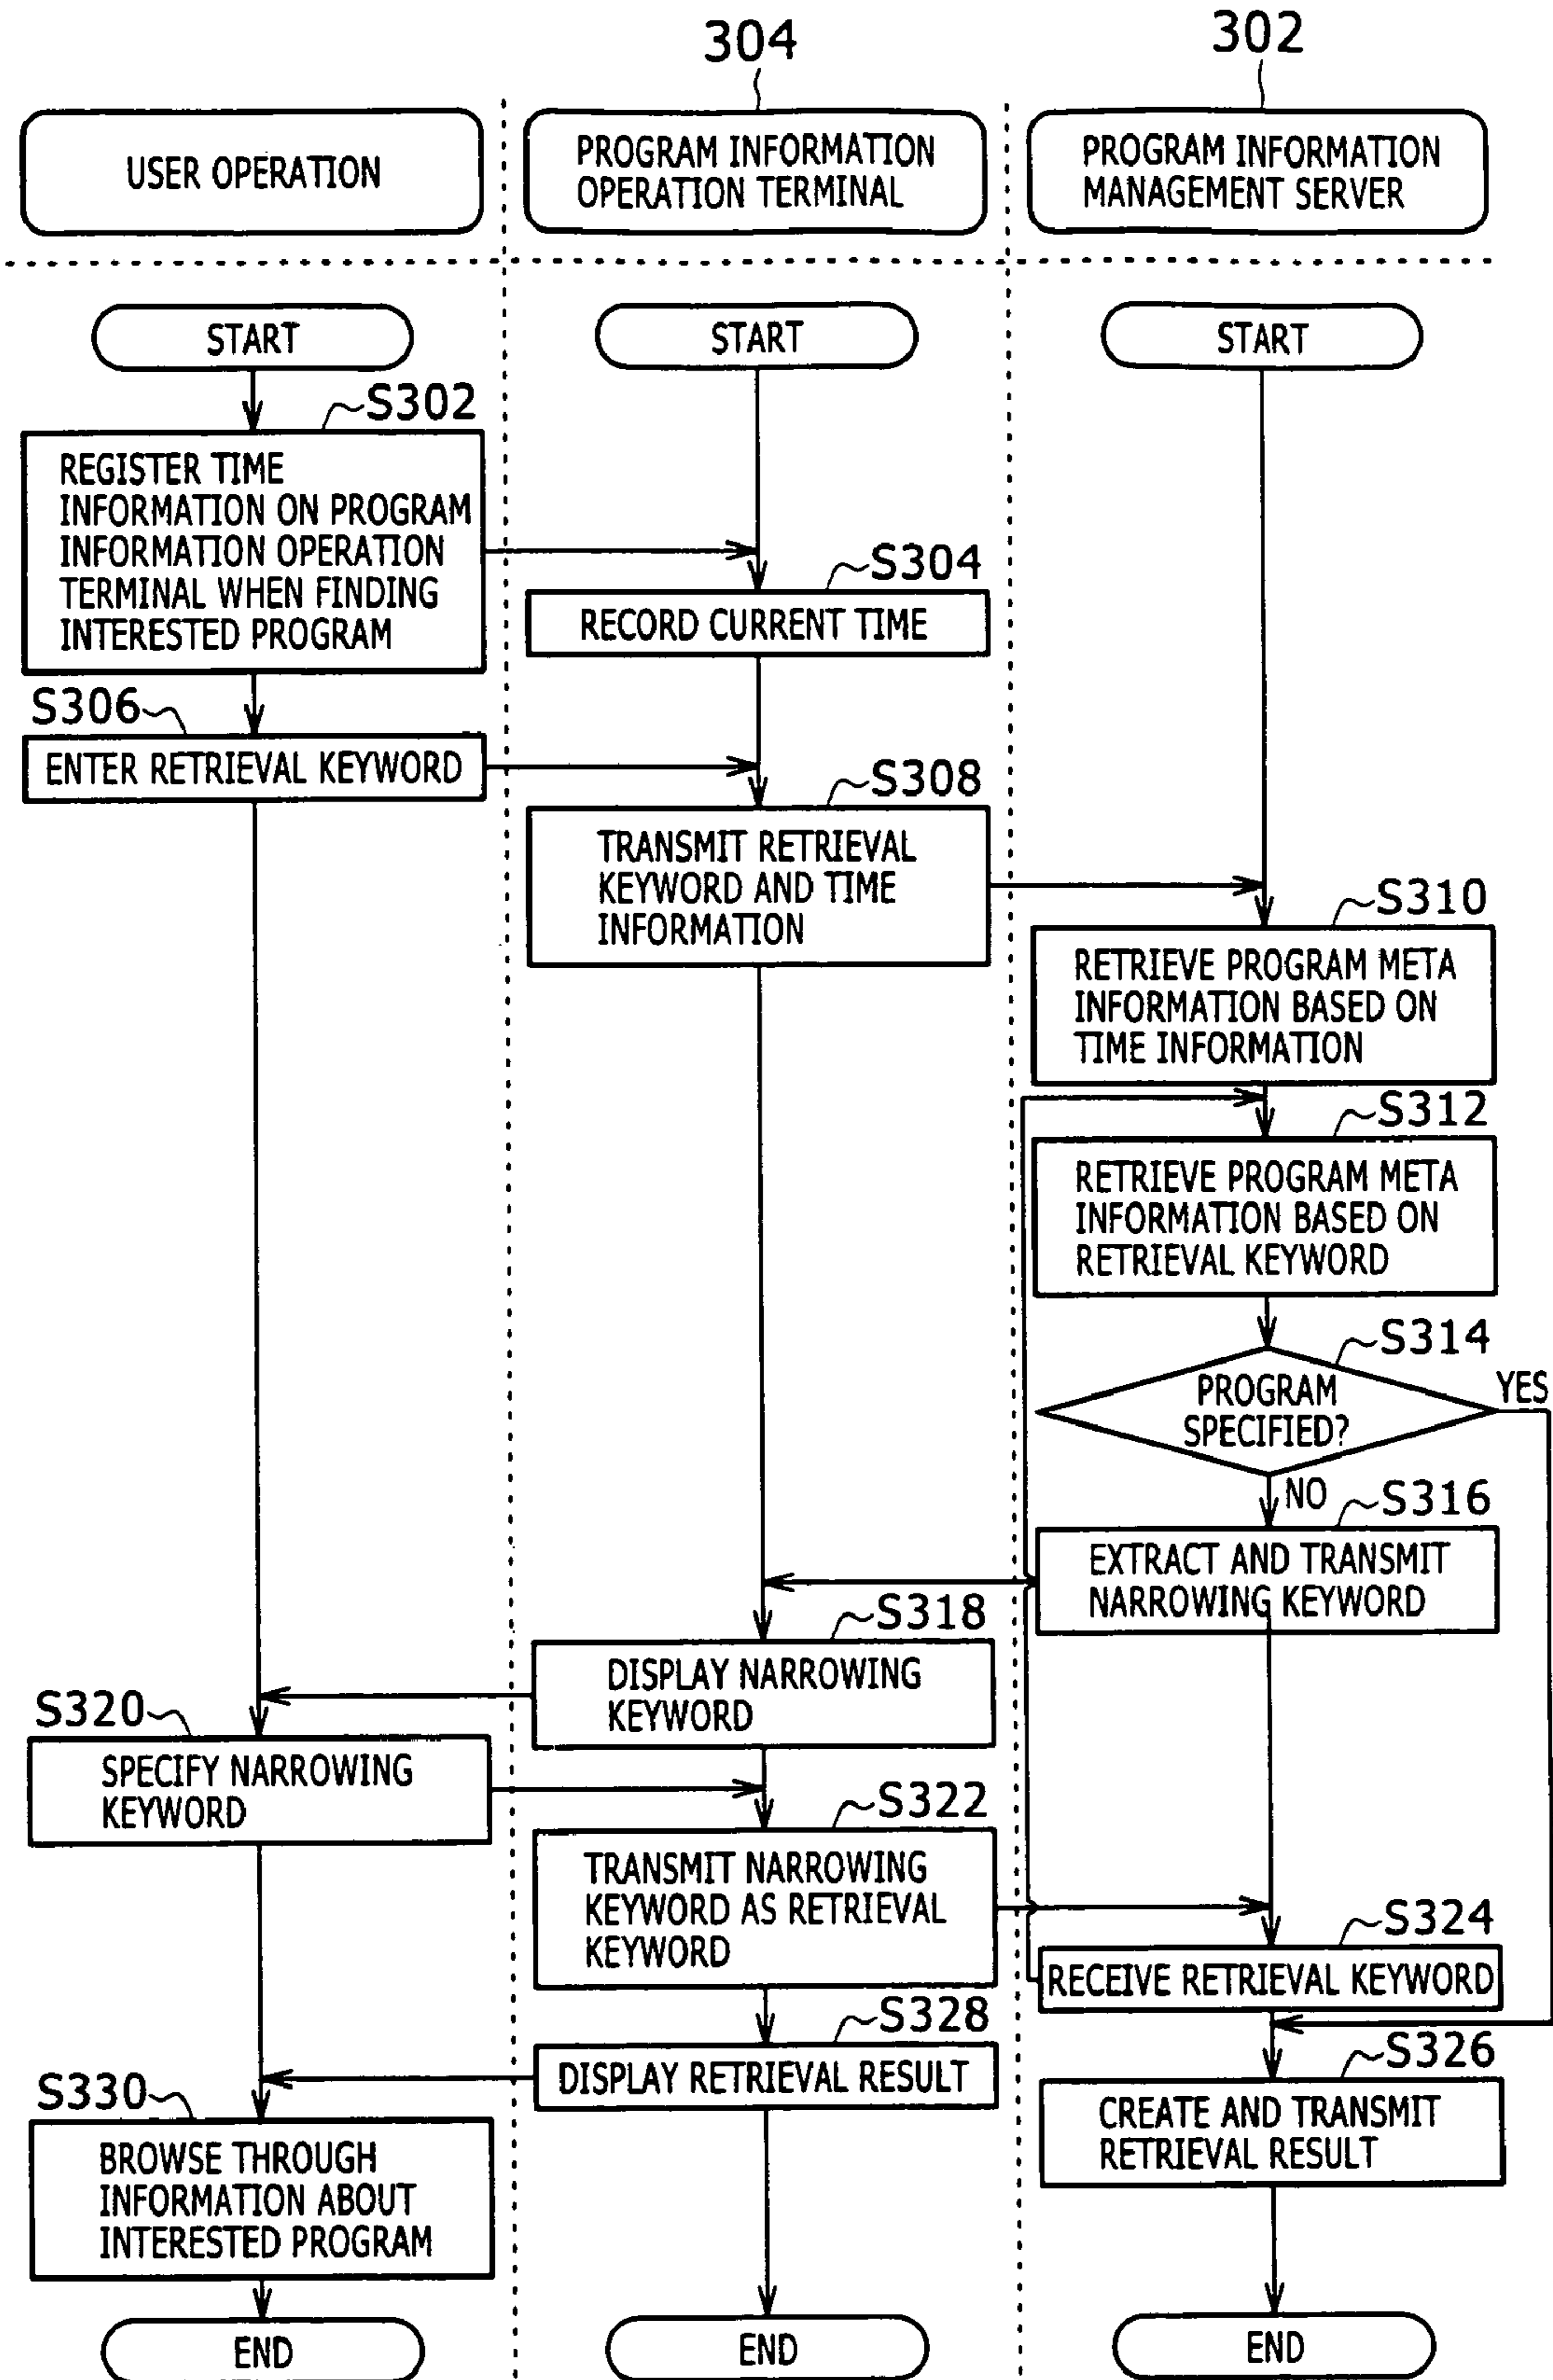 304
302
USER OPERATION
PROGRAM INFORMATION
OPERATION TERMINAL
PROGRAM INFORMATION
MANAGEMENT SERVER
START
START
START
S302
REGISTER TIME
INFORMATION ON PROGRAM
INFORMATION OPERATION
TERMINAL WHEN FINDING
INTERESTED PROGRAM
S304
RECORD CURRENT TIME
S306
ENTER RETRIEVAL KEYWORD
S308
TRANSMIT RETRIEVAL
KEYWORD AND TIME
INFORMATION
S310
RETRIEVE PROGRAM META
INFORMATION BASED ON
TIME INFORMATION
S312
RETRIEVE PROGRAM META
INFORMATION BASED ON
RETRIEVAL KEYWORD
S314
PROGRAM
SPECIFIED?
YES
NO
S316
EXTRACT AND TRANSMIT
NARROWING KEYWORD
S318
DISPLAY NARROWING
KEYWORD
S320
SPECIFY NARROWING
KEYWORD
S322
TRANSMIT NARROWING
KEYWORD AS RETRIEVAL
KEYWORD
S324
RECEIVE RETRIEVAL KEYWORD
S328
DISPLAY RETRIEVAL RESULT
S326
CREATE AND TRANSMIT
RETRIEVAL RESULT
S330
BROWSE THROUGH
INFORMATION ABOUT
INTERESTED PROGRAM
END
END
END